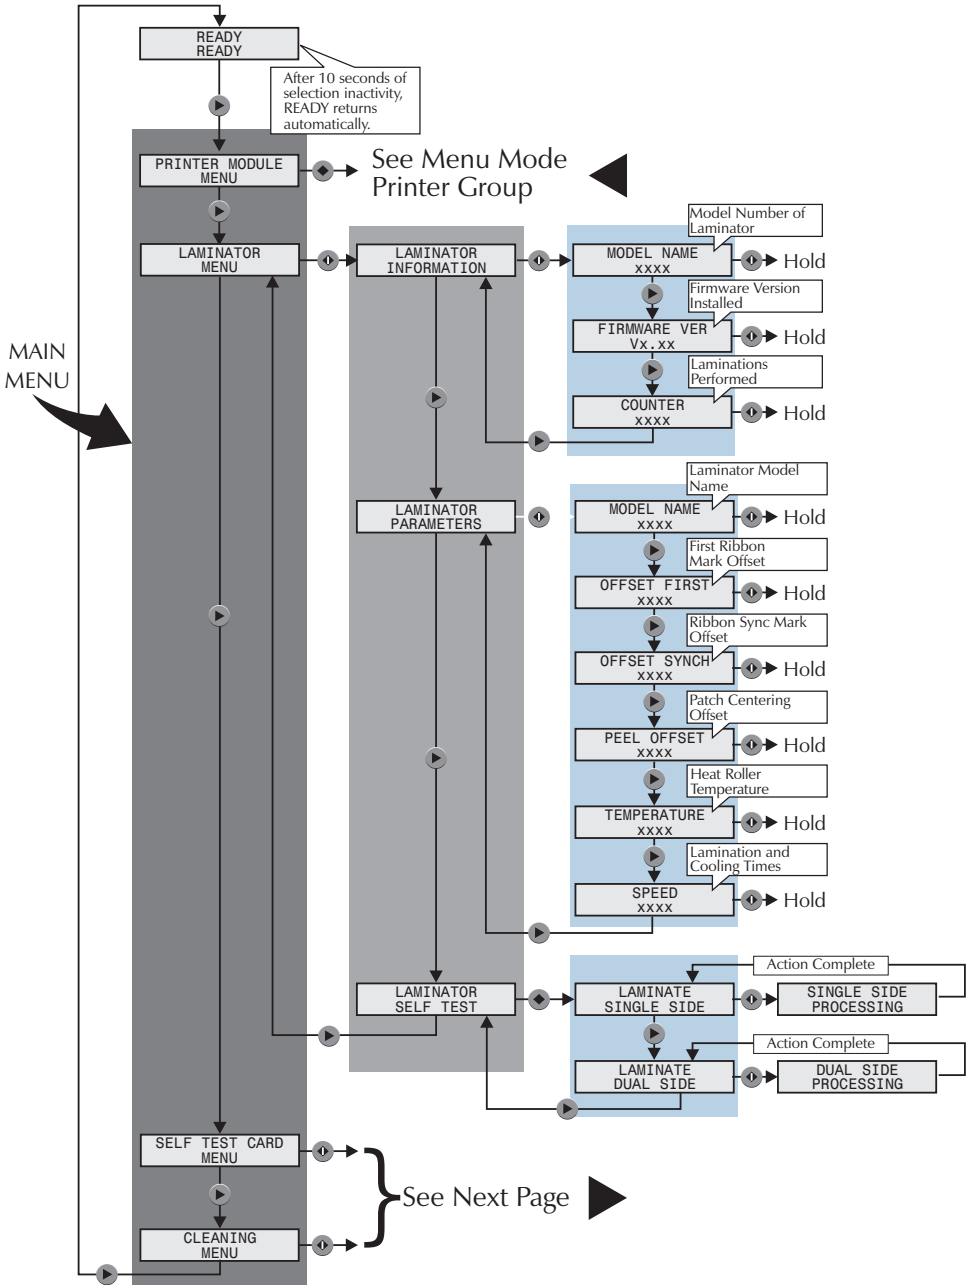 READY
READY
After 10 seconds of
selection inactivity,
READY returns
automatically.
PRINTER MODULE
MENU
See Menu Mode
Printer Group
LAMINATOR
MENU
LAMINATOR
INFORMATION
Model Number of
Laminator
MODEL NAME
xxxx
Hold
Firmware Version
Installed
FIRMWARE VER
Vx.xx
Hold
Laminations
Performed
COUNTER
xxxx
Hold
MAIN
MENU
LAMINATOR
PARAMETERS
Laminator Model
Name
MODEL NAME
xxxx
Hold
First Ribbon
Mark Offset
OFFSET FIRST
xxxx
Hold
Ribbon Sync Mark
Offset
OFFSET SYNCH
xxxx
Hold
Patch Centering
Offset
PEEL OFFSET
xxxx
Hold
Heat Roller
Temperature
TEMPERATURE
xxxx
Hold
Lamination and
Cooling Times
SPEED
xxxx
Hold
LAMINATOR
SELF TEST
Action Complete
LAMINATE
SINGLE SIDE
SINGLE SIDE
PROCESSING
Action Complete
LAMINATE
DUAL SIDE
DUAL SIDE
PROCESSING
SELF TEST CARD
MENU
See Next Page
CLEANING
MENU